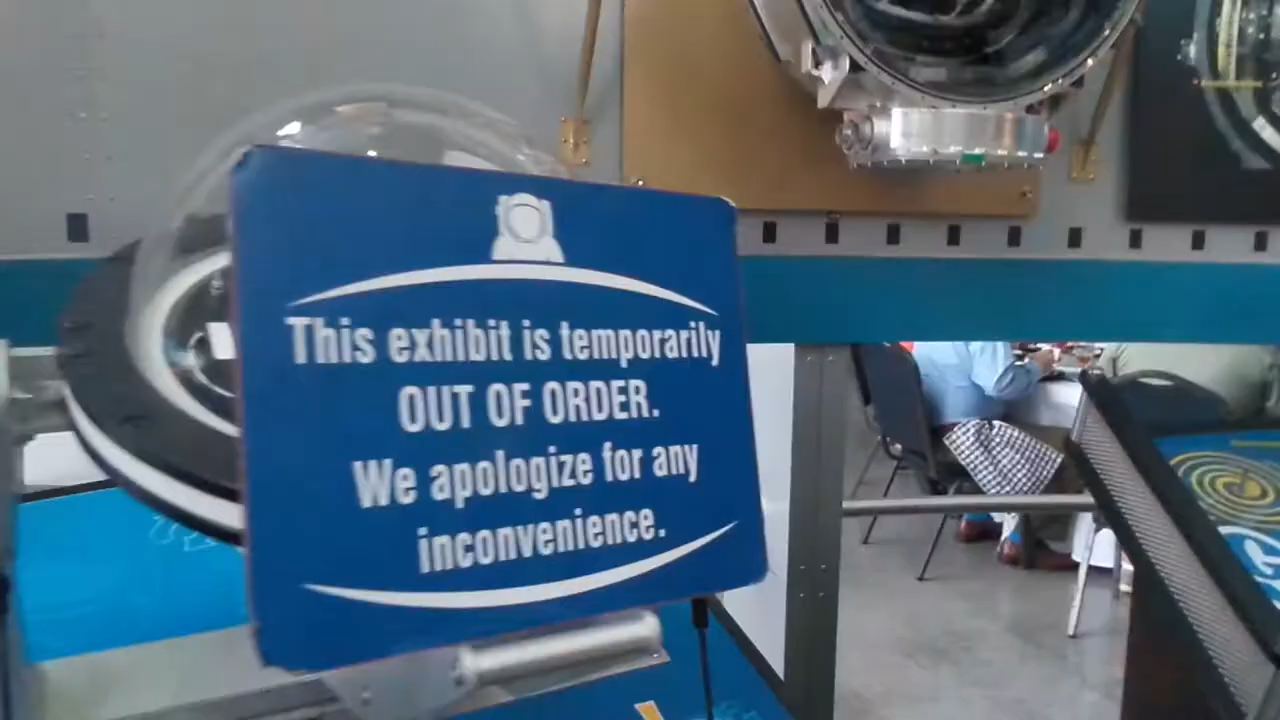 This exhibit is temporarily
OUT OF ORDER.
We apologize for any
inconvenience.